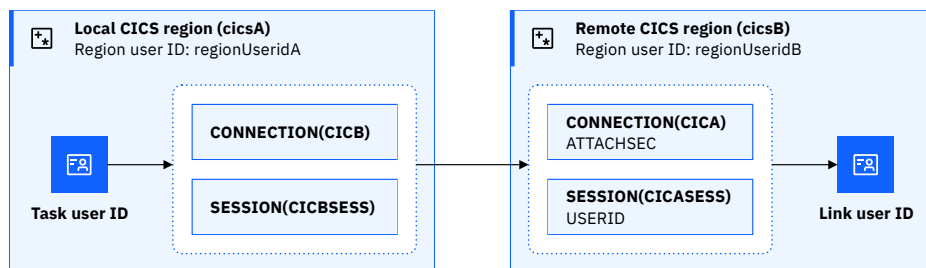 Local CICS region (cicsA)
Region user ID: regionUseridA
CONNECTION(CICB)
SESSION(CICBSESS)
Task user ID
Remote CICS region (cicsB)
Region user ID: regionUseridB
CONNECTION(CICA)
ATTACHSEC
SESSION(CICASESS)
USERID
Link user ID